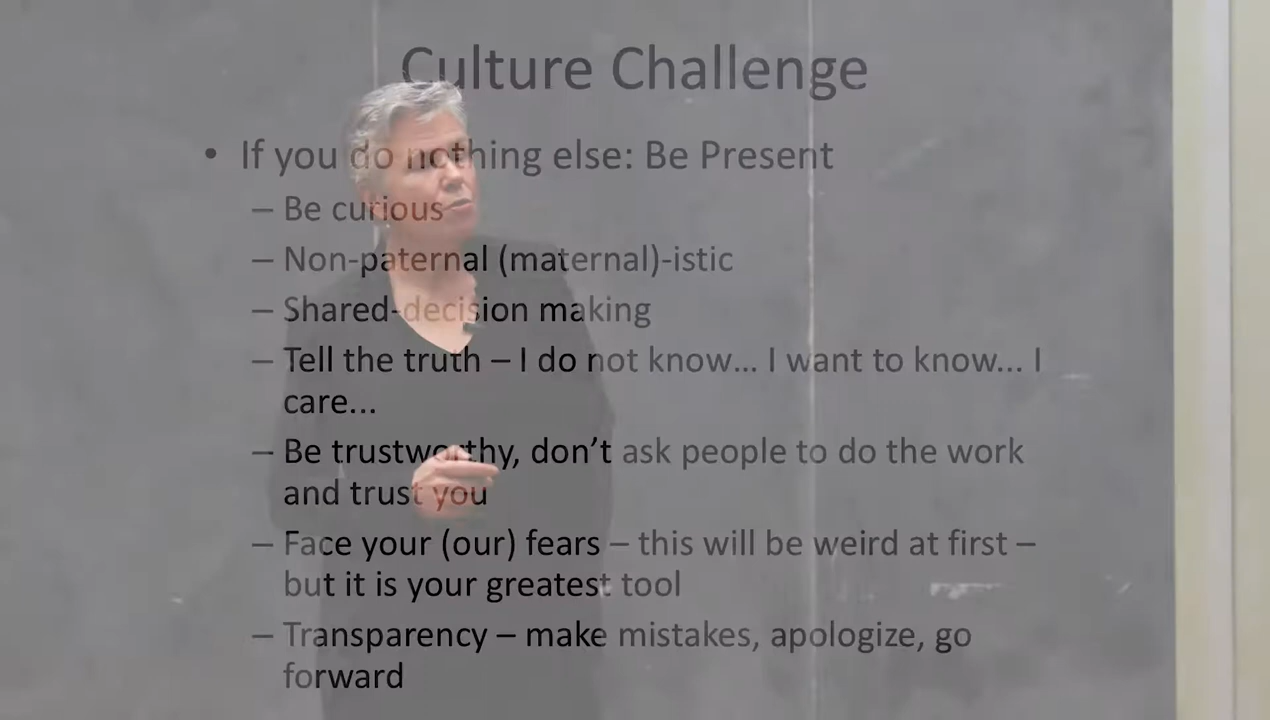 Culture Challenge
• If you do nothing else: Be Present
– Be curious
– Non-paternal (maternal)-istic
– Shared-decision making
– Tell the truth – I do not know… I want to know... I
care...
– Be trustworthy, don’t ask people to do the work
and trust you
– Face your (our) fears – this will be weird at first –
but it is your greatest tool
– Transparency – make mistakes, apologize, go
forward